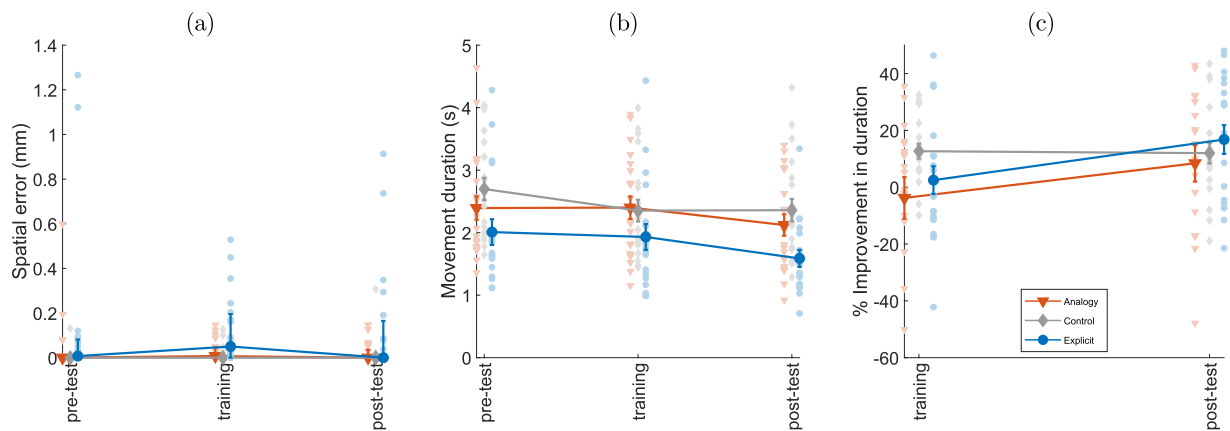 (a)
Spatial error (mm)
1.4
1.2
1
0.8
0.6
0.4
0.2
0
pre-test
training
post-test
(b)
Movement duration (s)
5
4
3
2
1
0
pre-test
training
post-test
(c)
% Improvement in duration
40
20
0
-20
-40
-60
training
post-test
Analogy
Control
Explicit